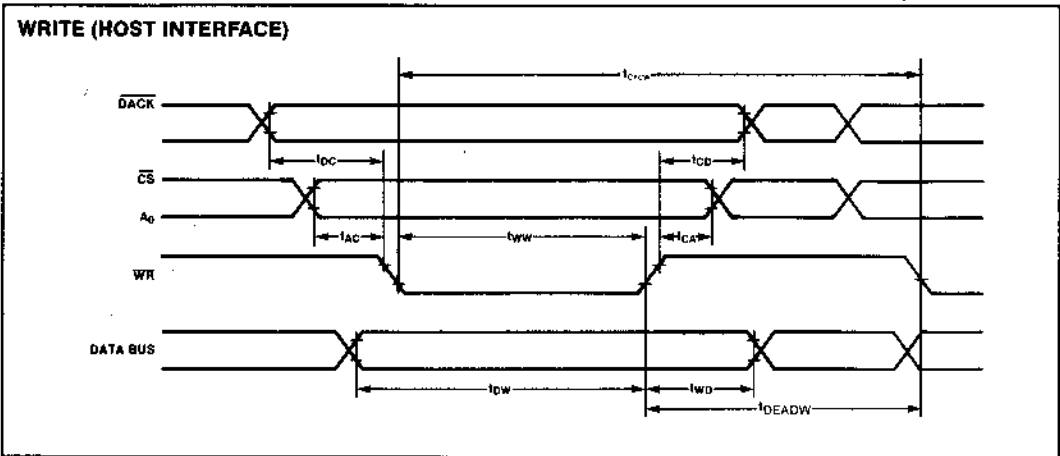 WRITE (HOST INTERFACE)
tCYCW
DACK
tDC
tCD
CS
A0
tAC
tWW
tCA
WR
DATA BUS
tDW
tWD
tDEADW